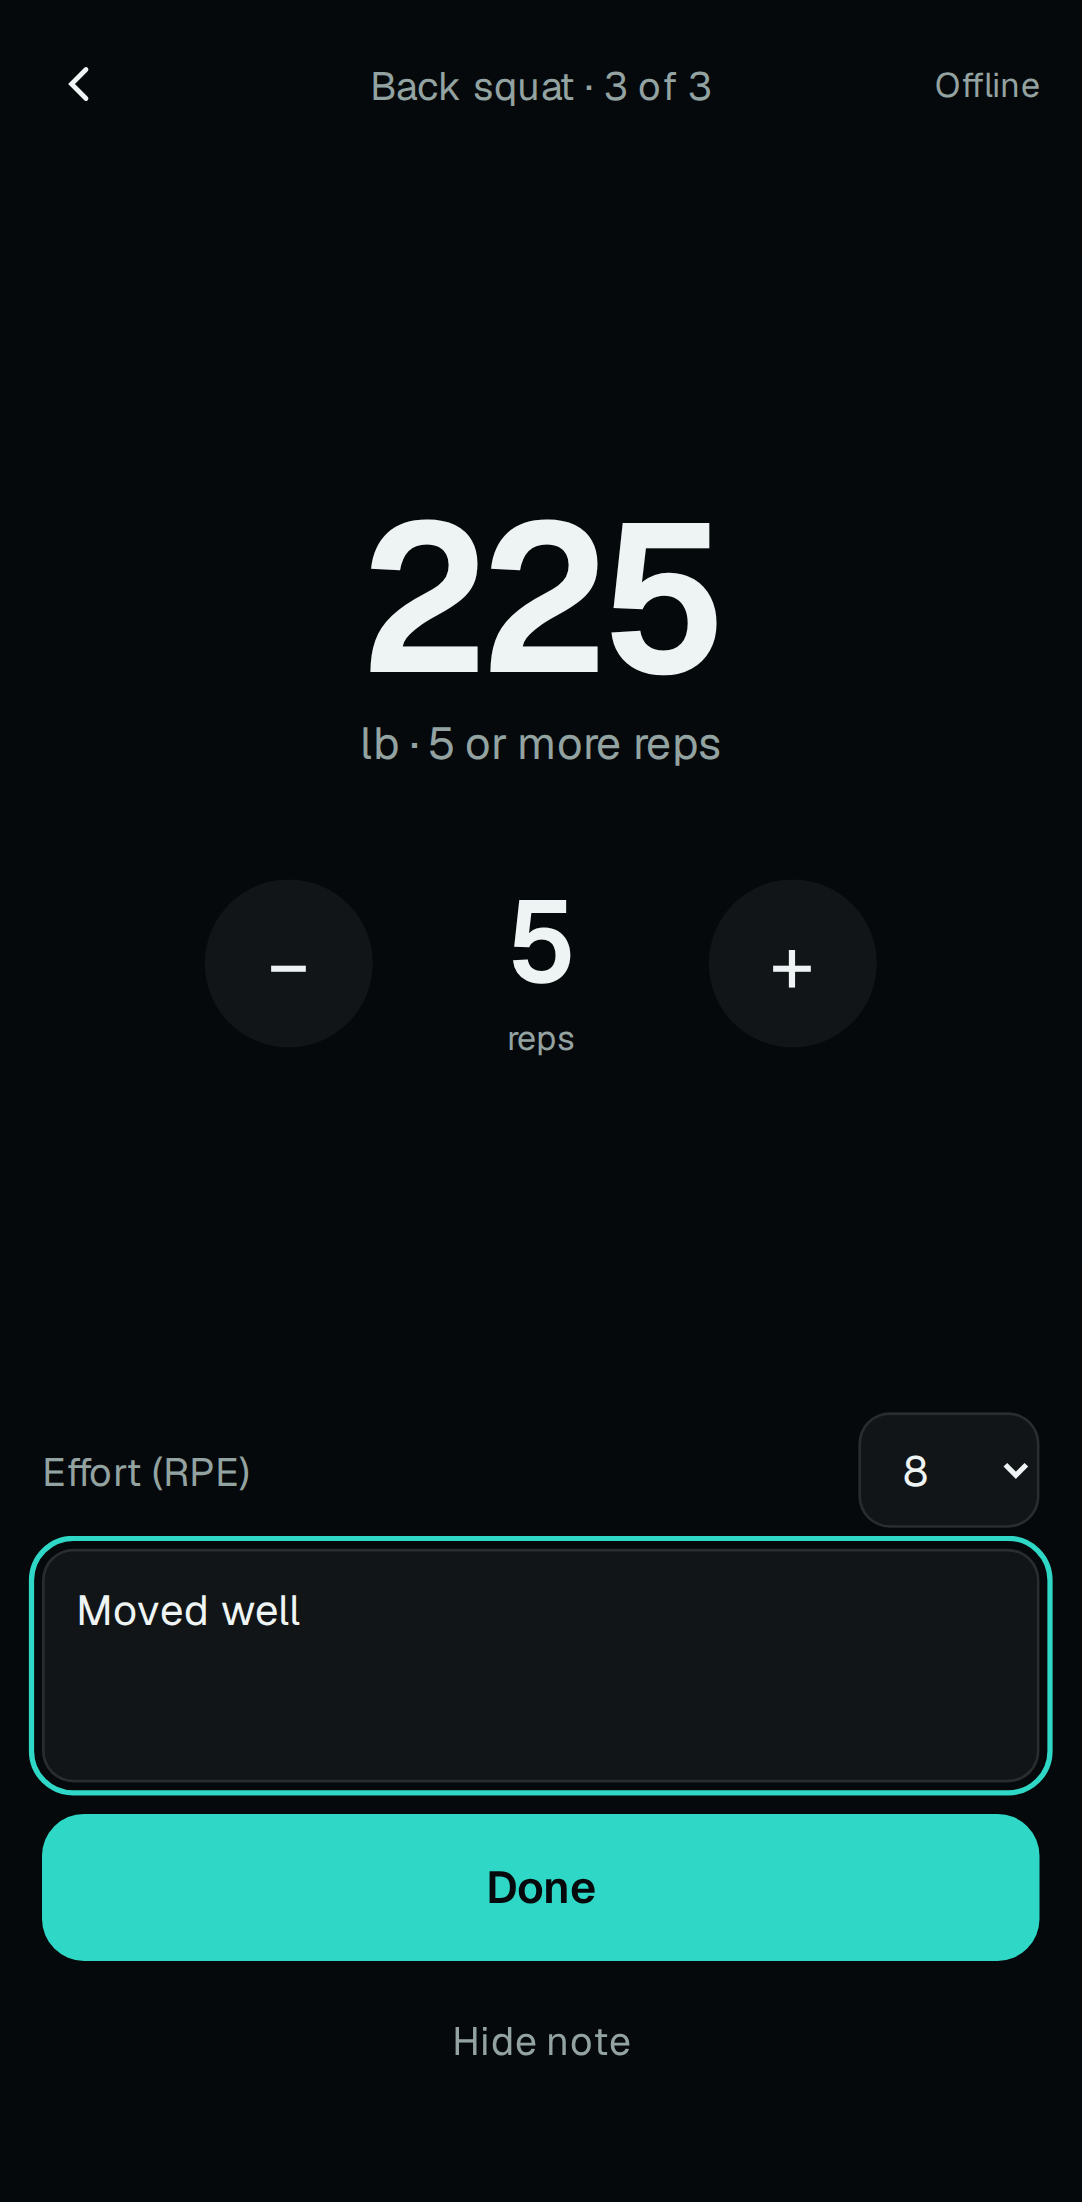 Back squat · 3 of 3
Offline
225
lb · 5 or more reps
−
5
+
reps
Effort (RPE)
8
Moved well
Done
Hide note